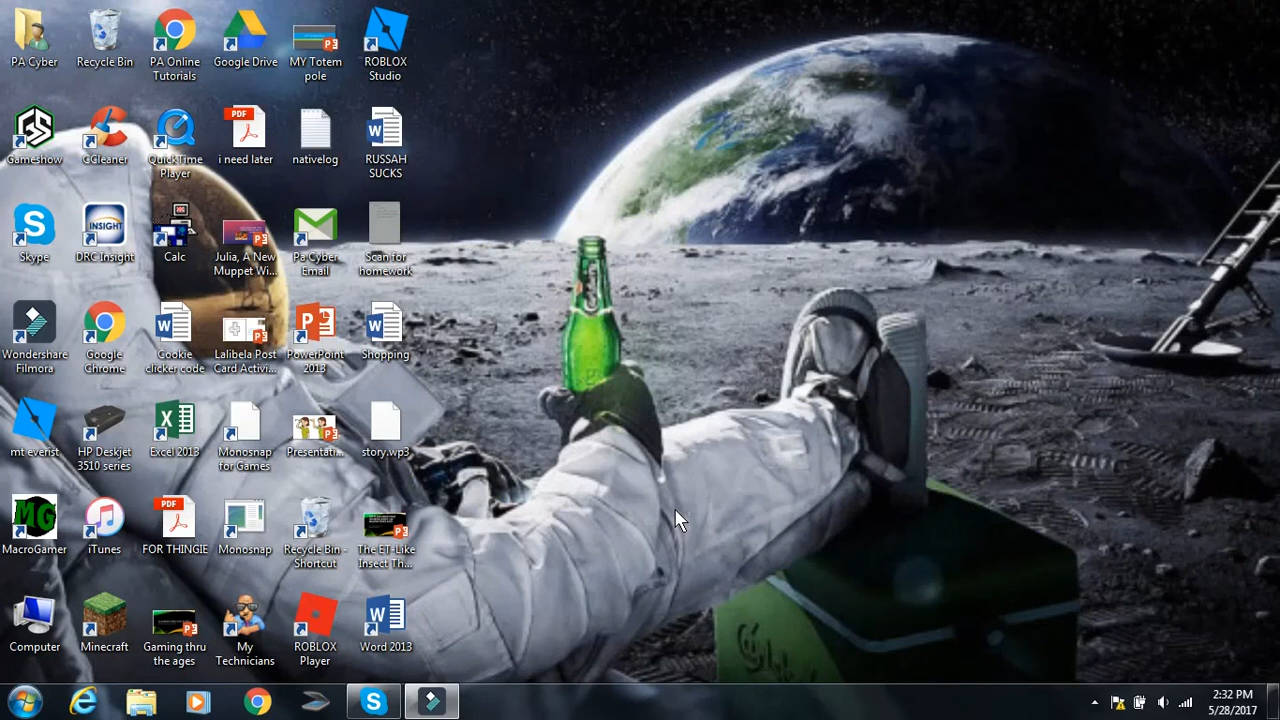 PA Cyber
Recycle Bin
PA Online
Tutorials
Google Drive
MY Totem
pole
ROBLOX
Studio
Gameshow
CCleaner
QuickTime
Player
PDF
i need later
nativelog
RUSSAH
SUCKS
Skype
INSIGHT
DRC Insight
Calc
Julia, A New
Muppet Wi...
Pa Cyber
Email
Scan for
homework
Wondershare
Filmora
Google
Chrome
Cookie
clicker code
Lalibela Post
Card Activi...
PowerPoint
2013
Shopping
mt everist
HP Deskjet
3510 series
Excel 2013
Monosnap
for Games
Presentati...
story.wp3
MG
MacroGamer
iTunes
PDF
FOR THINGIE
Monosnap
Recycle Bin -
Shortcut
The ET-Like
Insect Th...
Computer
Minecraft
Gaming thru
the ages
My
Technicians
ROBLOX
Player
Word 2013
2:32 PM
5/28/2017